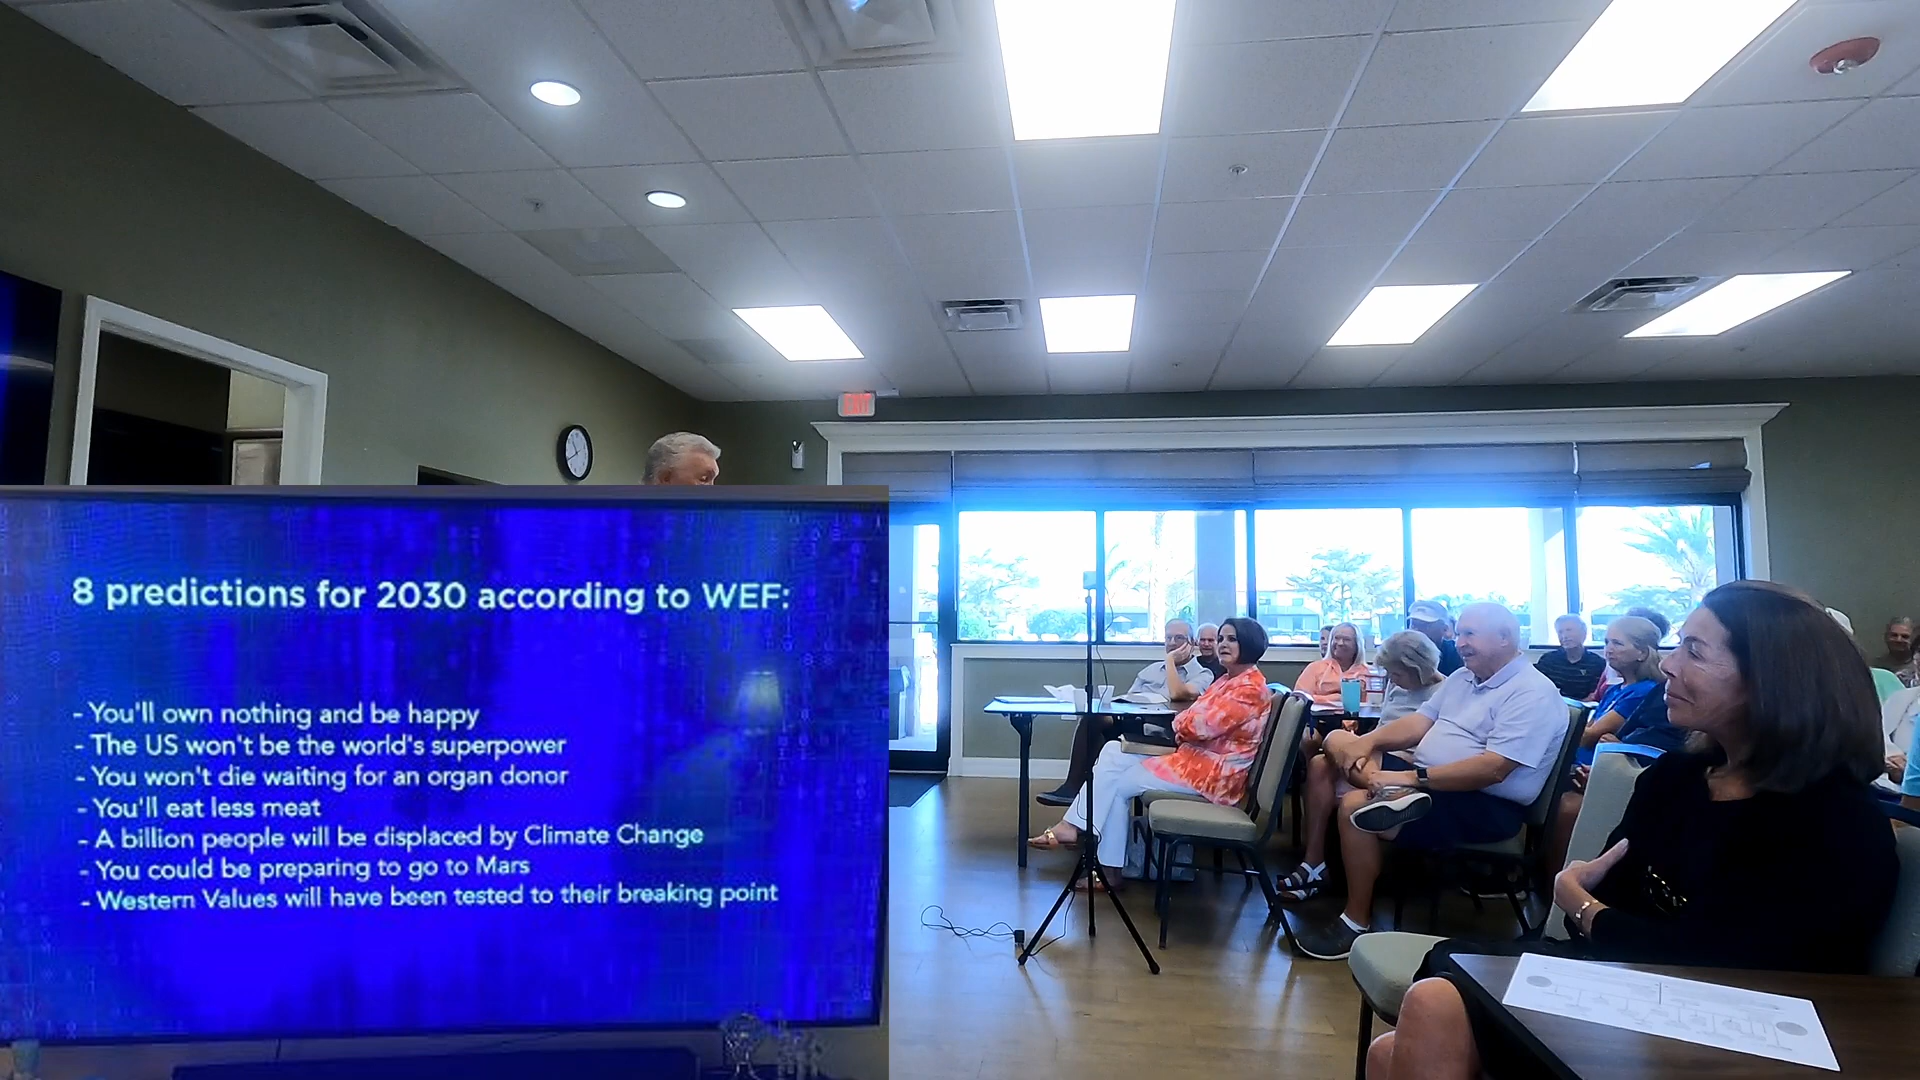 EXIT
8 predictions for 2030 according to WEF:
- You'll own nothing and be happy
- The US won't be the world's superpower
- You won't die waiting for an organ donor
- You'll eat less meat
- A billion people will be displaced by Climate Change
- You could be preparing to go to Mars
- Western Values will have been tested to their breaking point